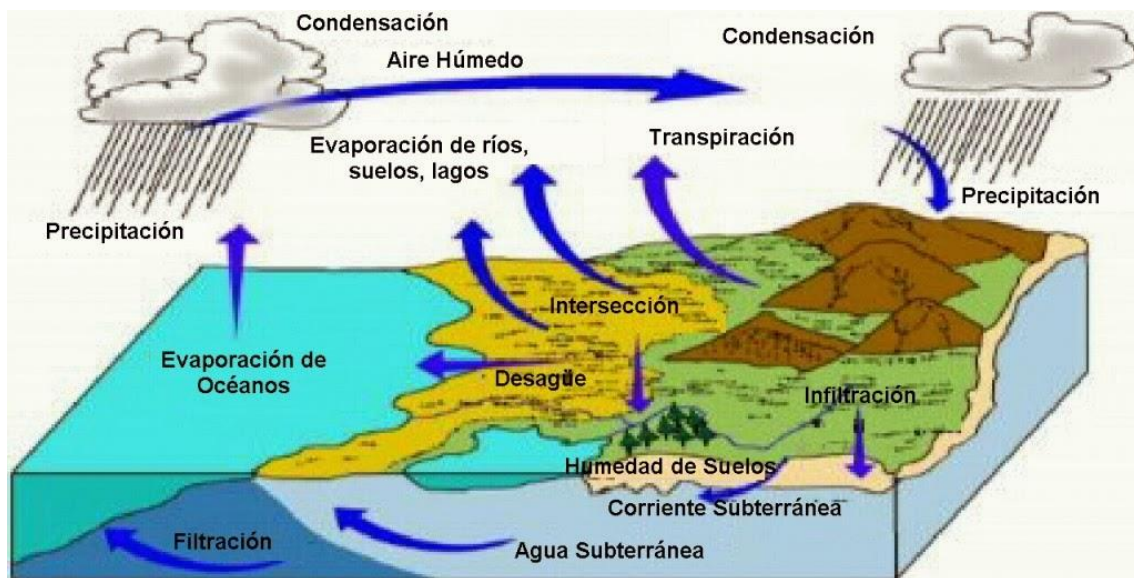 Condensación
Condensación
Aire Húmedo
Evaporación de ríos,
suelos, lagos
Transpiración
Precipitación
Precipitación
Intersección
Evaporación de
Océanos
Desagüe
Infiltración
Humedad de Suelos
Corriente Subterránea
Filtración
Agua Subterránea